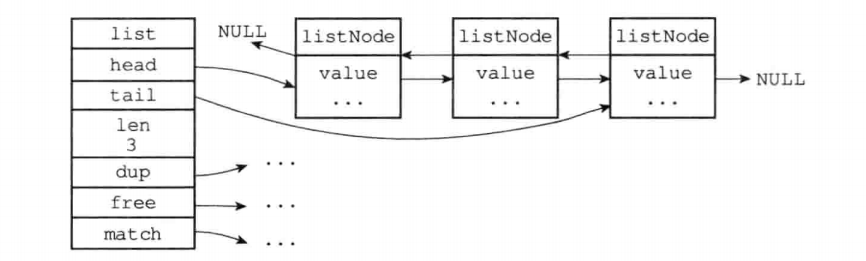 list
head
tail
len
3
dup
free
match
NULL
listNode
value
...
listNode
value
...
listNode
value
...
NULL
...
...
...